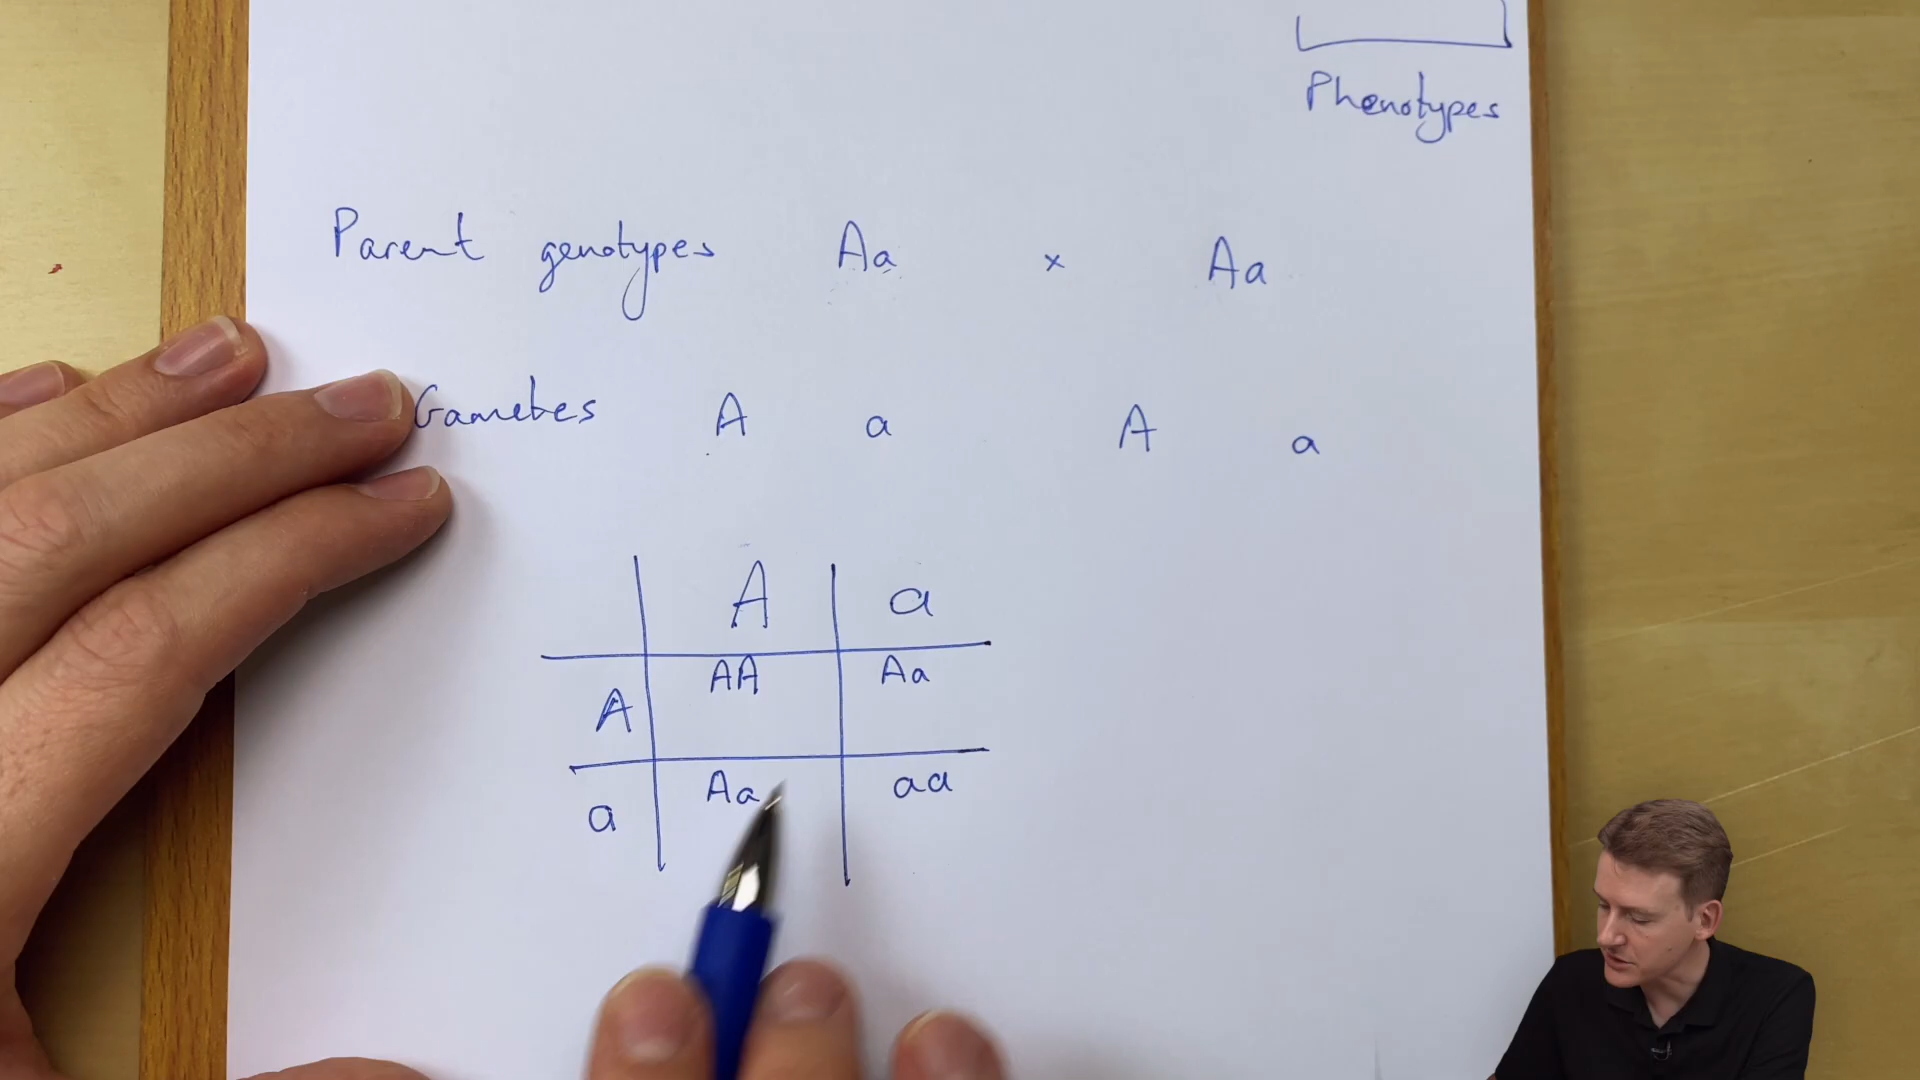 Phenotypes
Parent genotypes Aa x Aa
Gametes A a A a
A a
A AA Aa
a Aa aa